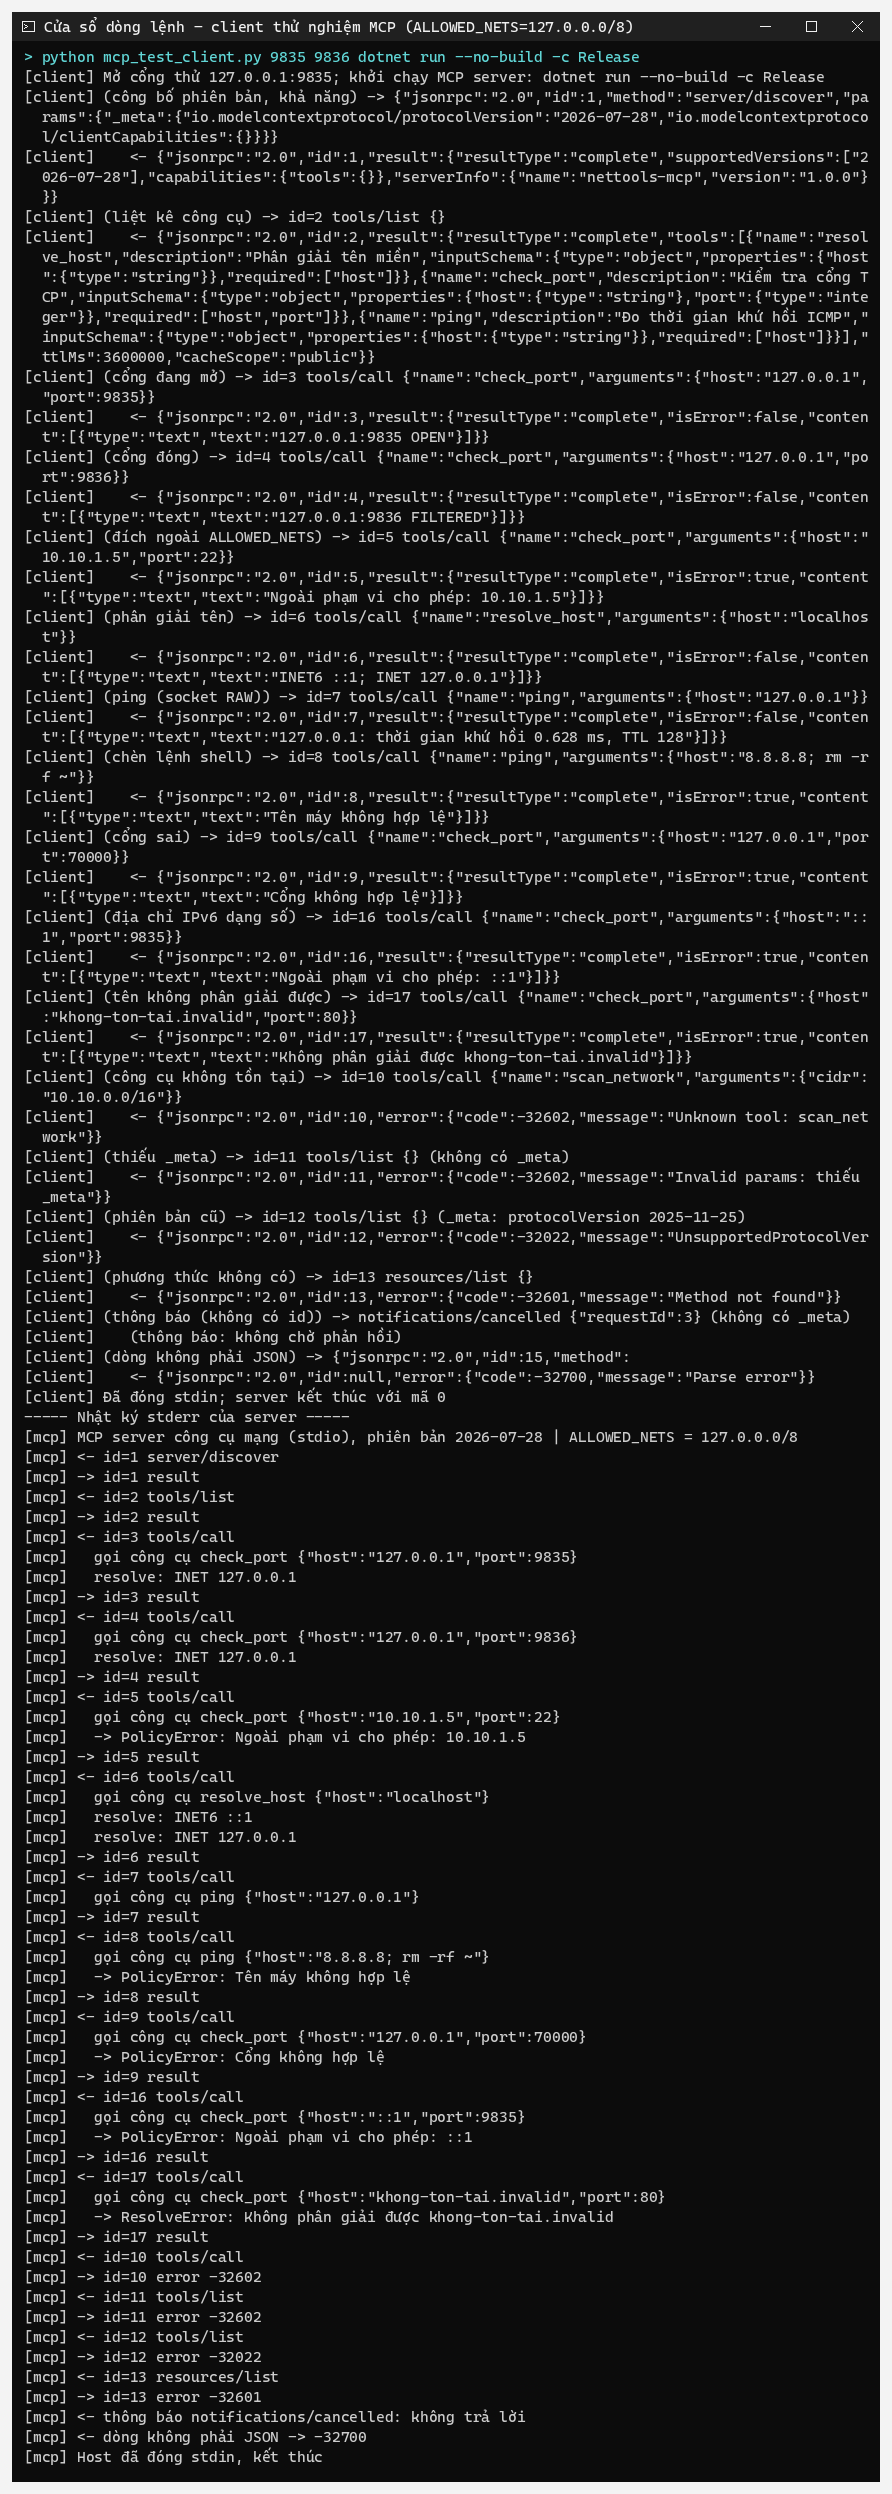 Cửa sổ dòng lệnh — client thử nghiệm MCP (ALLOWED_NETS=127.0.0.0/8)
> python mcp_test_client.py 9835 9836 dotnet run --no-build -c Release
[client] Mở cổng thử 127.0.0.1:9835; khởi chạy MCP server: dotnet run --no-build -c Release
[client] (công bố phiên bản, khả năng) -> {"jsonrpc":"2.0","id":1,"method":"server/discover","pa
rams":{"_meta":{"io.modelcontextprotocol/protocolVersion":"2026-07-28","io.modelcontextprotoco
l/clientCapabilities":{}}}}
[client]    <- {"jsonrpc":"2.0","id":1,"result":{"resultType":"complete","supportedVersions":["2
026-07-28"],"capabilities":{"tools":{}},"serverInfo":{"name":"nettools-mcp","version":"1.0.0"}
}}
[client] (liệt kê công cụ) -> id=2 tools/list {}
[client]    <- {"jsonrpc":"2.0","id":2,"result":{"resultType":"complete","tools":[{"name":"resol
ve_host","description":"Phân giải tên miền","inputSchema":{"type":"object","properties":{"host
":{"type":"string"}},"required":["host"]}},{"name":"check_port","description":"Kiểm tra cổng T
CP","inputSchema":{"type":"object","properties":{"host":{"type":"string"},"port":{"type":"inte
ger"}},"required":["host","port"]}},{"name":"ping","description":"Đo thời gian khứ hồi ICMP","
inputSchema":{"type":"object","properties":{"host":{"type":"string"}},"required":["host"]}}],"
ttlMs":3600000,"cacheScope":"public"}}
[client] (cổng đang mở) -> id=3 tools/call {"name":"check_port","arguments":{"host":"127.0.0.1",
"port":9835}}
[client]    <- {"jsonrpc":"2.0","id":3,"result":{"resultType":"complete","isError":false,"conten
t":[{"type":"text","text":"127.0.0.1:9835 OPEN"}]}}
[client] (cổng đóng) -> id=4 tools/call {"name":"check_port","arguments":{"host":"127.0.0.1","po
rt":9836}}
[client]    <- {"jsonrpc":"2.0","id":4,"result":{"resultType":"complete","isError":false,"conten
t":[{"type":"text","text":"127.0.0.1:9836 FILTERED"}]}}
[client] (đích ngoài ALLOWED_NETS) -> id=5 tools/call {"name":"check_port","arguments":{"host":"
10.10.1.5","port":22}}
[client]    <- {"jsonrpc":"2.0","id":5,"result":{"resultType":"complete","isError":true,"content
":[{"type":"text","text":"Ngoài phạm vi cho phép: 10.10.1.5"}]}}
[client] (phân giải tên) -> id=6 tools/call {"name":"resolve_host","arguments":{"host":"localhos
t"}}
[client]    <- {"jsonrpc":"2.0","id":6,"result":{"resultType":"complete","isError":false,"conten
t":[{"type":"text","text":"INET6 ::1; INET 127.0.0.1"}]}}
[client] (ping (socket RAW)) -> id=7 tools/call {"name":"ping","arguments":{"host":"127.0.0.1"}}
[client]    <- {"jsonrpc":"2.0","id":7,"result":{"resultType":"complete","isError":false,"conten
t":[{"type":"text","text":"127.0.0.1: thời gian khứ hồi 0.628 ms, TTL 128"}]}}
[client] (chèn lệnh shell) -> id=8 tools/call {"name":"ping","arguments":{"host":"8.8.8.8; rm -r
f ~"}}
[client]    <- {"jsonrpc":"2.0","id":8,"result":{"resultType":"complete","isError":true,"content
":[{"type":"text","text":"Tên máy không hợp lệ"}]}}
[client] (cổng sai) -> id=9 tools/call {"name":"check_port","arguments":{"host":"127.0.0.1","por
t":70000}}
[client]    <- {"jsonrpc":"2.0","id":9,"result":{"resultType":"complete","isError":true,"content
":[{"type":"text","text":"Cổng không hợp lệ"}]}}
[client] (địa chỉ IPv6 dạng số) -> id=16 tools/call {"name":"check_port","arguments":{"host":"::
1","port":9835}}
[client]    <- {"jsonrpc":"2.0","id":16,"result":{"resultType":"complete","isError":true,"conten
t":[{"type":"text","text":"Ngoài phạm vi cho phép: ::1"}]}}
[client] (tên không phân giải được) -> id=17 tools/call {"name":"check_port","arguments":{"host"
:"khong-ton-tai.invalid","port":80}}
[client]    <- {"jsonrpc":"2.0","id":17,"result":{"resultType":"complete","isError":true,"conten
t":[{"type":"text","text":"Không phân giải được khong-ton-tai.invalid"}]}}
[client] (công cụ không tồn tại) -> id=10 tools/call {"name":"scan_network","arguments":{"cidr":
"10.10.0.0/16"}}
[client]    <- {"jsonrpc":"2.0","id":10,"error":{"code":-32602,"message":"Unknown tool: scan_net
work"}}
[client] (thiếu _meta) -> id=11 tools/list {} (không có _meta)
[client]    <- {"jsonrpc":"2.0","id":11,"error":{"code":-32602,"message":"Invalid params: thiếu
_meta"}}
[client] (phiên bản cũ) -> id=12 tools/list {} (_meta: protocolVersion 2025-11-25)
[client]    <- {"jsonrpc":"2.0","id":12,"error":{"code":-32022,"message":"UnsupportedProtocolVer
sion"}}
[client] (phương thức không có) -> id=13 resources/list {}
[client]    <- {"jsonrpc":"2.0","id":13,"error":{"code":-32601,"message":"Method not found"}}
[client] (thông báo (không có id)) -> notifications/cancelled {"requestId":3} (không có _meta)
[client]    (thông báo: không chờ phản hồi)
[client] (dòng không phải JSON) -> {"jsonrpc":"2.0","id":15,"method":
[client]    <- {"jsonrpc":"2.0","id":null,"error":{"code":-32700,"message":"Parse error"}}
[client] Đã đóng stdin; server kết thúc với mã 0
----- Nhật ký stderr của server -----
[mcp] MCP server công cụ mạng (stdio), phiên bản 2026-07-28 | ALLOWED_NETS = 127.0.0.0/8
[mcp] <- id=1 server/discover
[mcp] -> id=1 result
[mcp] <- id=2 tools/list
[mcp] -> id=2 result
[mcp] <- id=3 tools/call
[mcp]   gọi công cụ check_port {"host":"127.0.0.1","port":9835}
[mcp]   resolve: INET 127.0.0.1
[mcp] -> id=3 result
[mcp] <- id=4 tools/call
[mcp]   gọi công cụ check_port {"host":"127.0.0.1","port":9836}
[mcp]   resolve: INET 127.0.0.1
[mcp] -> id=4 result
[mcp] <- id=5 tools/call
[mcp]   gọi công cụ check_port {"host":"10.10.1.5","port":22}
[mcp]   -> PolicyError: Ngoài phạm vi cho phép: 10.10.1.5
[mcp] -> id=5 result
[mcp] <- id=6 tools/call
[mcp]   gọi công cụ resolve_host {"host":"localhost"}
[mcp]   resolve: INET6 ::1
[mcp]   resolve: INET 127.0.0.1
[mcp] -> id=6 result
[mcp] <- id=7 tools/call
[mcp]   gọi công cụ ping {"host":"127.0.0.1"}
[mcp] -> id=7 result
[mcp] <- id=8 tools/call
[mcp]   gọi công cụ ping {"host":"8.8.8.8; rm -rf ~"}
[mcp]   -> PolicyError: Tên máy không hợp lệ
[mcp] -> id=8 result
[mcp] <- id=9 tools/call
[mcp]   gọi công cụ check_port {"host":"127.0.0.1","port":70000}
[mcp]   -> PolicyError: Cổng không hợp lệ
[mcp] -> id=9 result
[mcp] <- id=16 tools/call
[mcp]   gọi công cụ check_port {"host":"::1","port":9835}
[mcp]   -> PolicyError: Ngoài phạm vi cho phép: ::1
[mcp] -> id=16 result
[mcp] <- id=17 tools/call
[mcp]   gọi công cụ check_port {"host":"khong-ton-tai.invalid","port":80}
[mcp]   -> ResolveError: Không phân giải được khong-ton-tai.invalid
[mcp] -> id=17 result
[mcp] <- id=10 tools/call
[mcp] -> id=10 error -32602
[mcp] <- id=11 tools/list
[mcp] -> id=11 error -32602
[mcp] <- id=12 tools/list
[mcp] -> id=12 error -32022
[mcp] <- id=13 resources/list
[mcp] -> id=13 error -32601
[mcp] <- thông báo notifications/cancelled: không trả lời
[mcp] <- dòng không phải JSON -> -32700
[mcp] Host đã đóng stdin, kết thúc